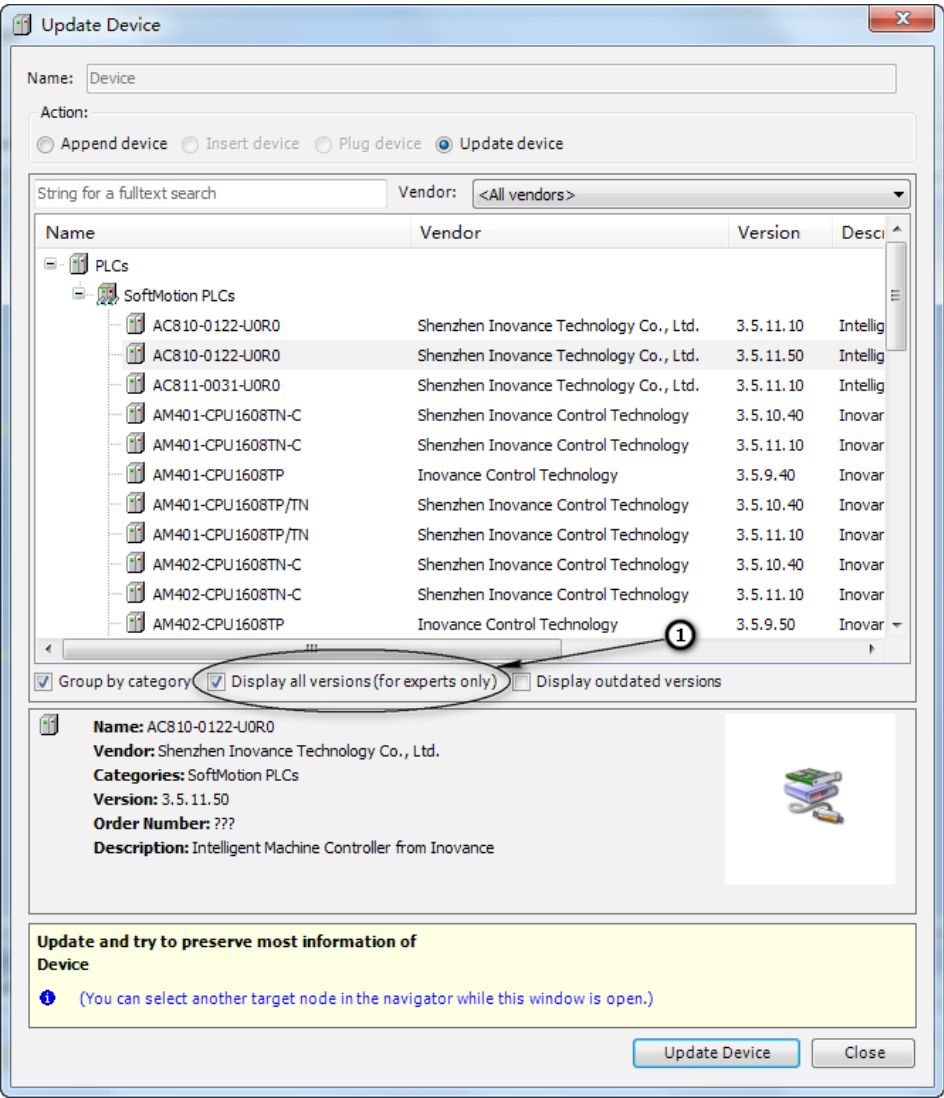 Update Device
Name: Device
Action:
Append device Insert device Plug device Update device
String for a fulltext search Vendor: <All vendors>
Name Vendor Version Descr
PLCs
SoftMotion PLCs
AC810-0122-U0R0 Shenzhen Inovance Technology Co., Ltd. 3.5.11.10 Intellig
AC810-0122-U0R0 Shenzhen Inovance Technology Co., Ltd. 3.5.11.50 Intellig
AC811-0031-U0R0 Shenzhen Inovance Technology Co., Ltd. 3.5.11.10 Intellig
AM401-CPU1608TN-C Shenzhen Inovance Control Technology 3.5.10.40 Inovar
AM401-CPU1608TN-C Shenzhen Inovance Control Technology 3.5.11.10 Inovar
AM401-CPU1608TP Inovance Control Technology 3.5.9.40 Inovar
AM401-CPU1608TP/TN Shenzhen Inovance Control Technology 3.5.10.40 Inovar
AM401-CPU1608TP/TN Shenzhen Inovance Control Technology 3.5.11.10 Inovar
AM402-CPU1608TN-C Shenzhen Inovance Control Technology 3.5.10.40 Inovar
AM402-CPU1608TN-C Shenzhen Inovance Control Technology 3.5.11.10 Inovar
AM402-CPU1608TP Inovance Control Technology 3.5.9.50 Inovar
1
Group by category Display all versions (for experts only) Display outdated versions
Name: AC810-0122-U0R0
Vendor: Shenzhen Inovance Technology Co., Ltd.
Categories: SoftMotion PLCs
Version: 3.5.11.50
Order Number: ???
Description: Intelligent Machine Controller from Inovance
Update and try to preserve most information of
Device
(You can select another target node in the navigator while this window is open.)
Update Device Close